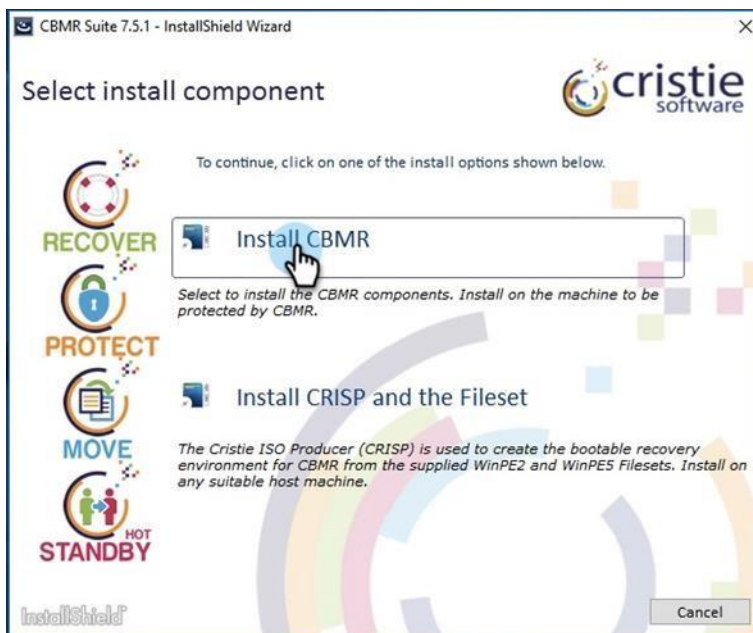 CBMR Suite 7.5.1 - InstallShield Wizard
Select install component
cristie
software
To continue, click on one of the install options shown below.
RECOVER
Install CBMR
Select to install the CBMR components. Install on the machine to be
protected by CBMR.
PROTECT
Install CRISP and the Fileset
MOVE
The Cristie ISO Producer (CRISP) is used to create the bootable recovery
environment for CBMR from the supplied WinPE2 and WinPE5 Filesets. Install on
any suitable host machine.
HOT
STANDBY
InstallShield
Cancel